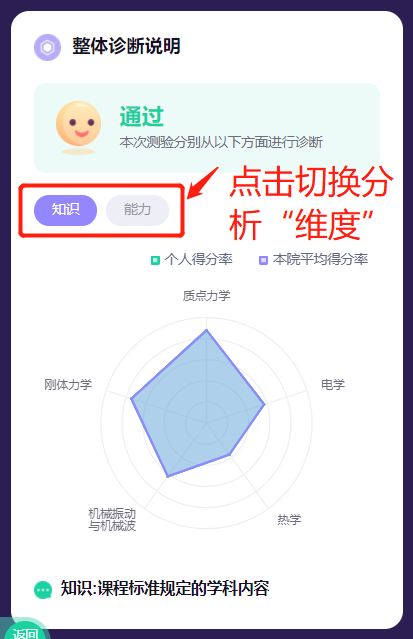 整体诊断说明
通过
本次测验分别从以下方面进行诊断
点击切换分
析“维度”
知识 能力
个人得分率 本院平均得分率
质点力学
刚体力学 电学
机械振动
与机械波
热学
知识:课程标准规定的学科内容
返回